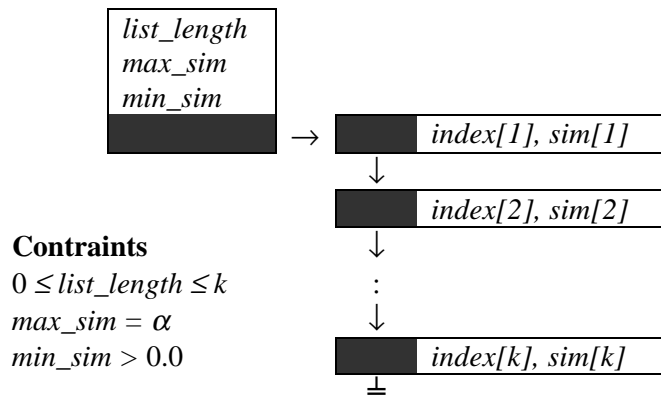 list_length
max_sim
min_sim
→ index[1], sim[1]
↓
index[2], sim[2]
Contraints
↓
0 ≤ list_length ≤ k
:
max_sim = α
↓
min_sim > 0.0
index[k], sim[k]